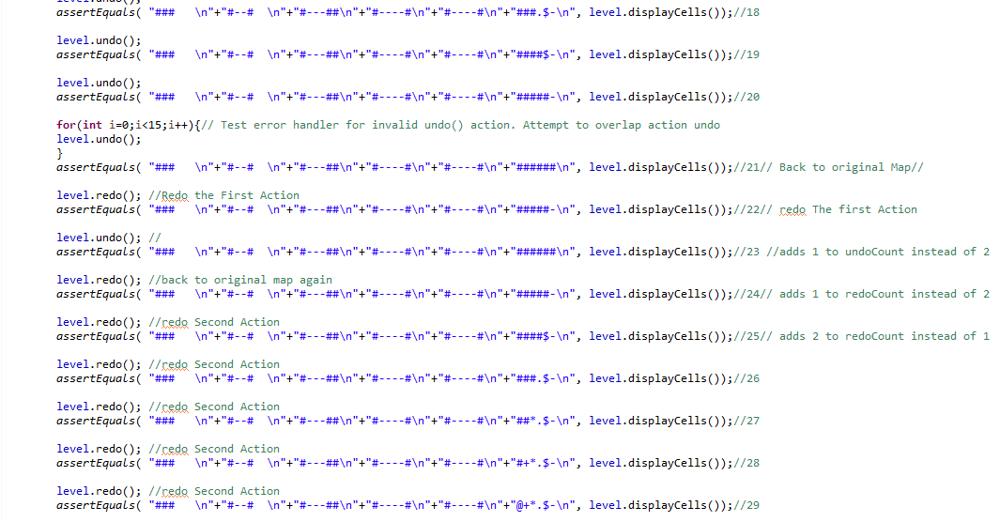 level.undo();
assertEquals( "###   \n"+"#--#  \n"+"#---##\n"+"#----#\n"+"#----#\n"+"###.$-\n", level.displayCells());//18
level.undo();
assertEquals( "###   \n"+"#--#  \n"+"#---##\n"+"#----#\n"+"#----#\n"+"####$-\n", level.displayCells());//19
level.undo();
assertEquals( "###   \n"+"#--#  \n"+"#---##\n"+"#----#\n"+"#----#\n"+"#####-\n", level.displayCells());//20
for(int i=0;i<15;i++){// Test error handler for invalid undo() action. Attempt to overlap action undo
level.undo();
}
assertEquals( "###   \n"+"#--#  \n"+"#---##\n"+"#----#\n"+"#----#\n"+"######\n", level.displayCells());//21// Back to original Map//
level.redo(); //Redo the First Action
assertEquals( "###   \n"+"#--#  \n"+"#---##\n"+"#----#\n"+"#----#\n"+"#####-\n", level.displayCells());//22// redo The first Action
level.undo(); //
assertEquals( "###   \n"+"#--#  \n"+"#---##\n"+"#----#\n"+"#----#\n"+"######\n", level.displayCells());//23 //adds 1 to undoCount instead of 2
level.redo(); //back to original map again
assertEquals( "###   \n"+"#--#  \n"+"#---##\n"+"#----#\n"+"#----#\n"+"#####-\n", level.displayCells());//24// adds 1 to redoCount instead of 2
level.redo(); //redo Second Action
assertEquals( "###   \n"+"#--#  \n"+"#---##\n"+"#----#\n"+"#----#\n"+"####$-\n", level.displayCells());//25// adds 2 to redoCount instead of 1
level.redo(); //redo Second Action
assertEquals( "###   \n"+"#--#  \n"+"#---##\n"+"#----#\n"+"#----#\n"+"###.$-\n", level.displayCells());//26
level.redo(); //redo Second Action
assertEquals( "###   \n"+"#--#  \n"+"#---##\n"+"#----#\n"+"#----#\n"+"##*.$-\n", level.displayCells());//27
level.redo(); //redo Second Action
assertEquals( "###   \n"+"#--#  \n"+"#---##\n"+"#----#\n"+"#----#\n"+"#+*.$-\n", level.displayCells());//28
level.redo(); //redo Second Action
assertEquals( "###   \n"+"#--#  \n"+"#---##\n"+"#----#\n"+"#----#\n"+"@+*.$-\n", level.displayCells());//29